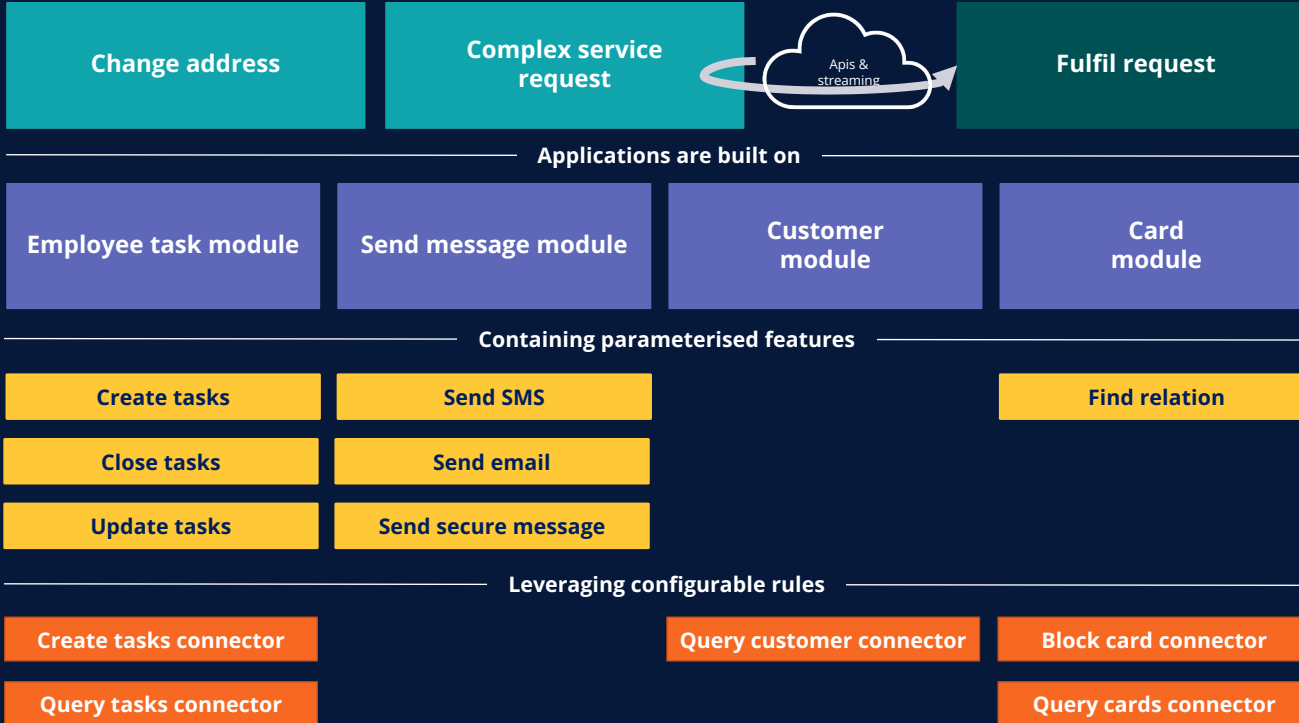 Change address
Complex service
request
Apis &
streaming
Fulfil request
Applications are built on
Employee task module
Send message module
Customer
module
Card
module
Containing parameterised features
Create tasks
Send SMS
Find relation
Close tasks
Send email
Update tasks
Send secure message
Leveraging configurable rules
Create tasks connector
Query customer connector
Block card connector
Query tasks connector
Query cards connector